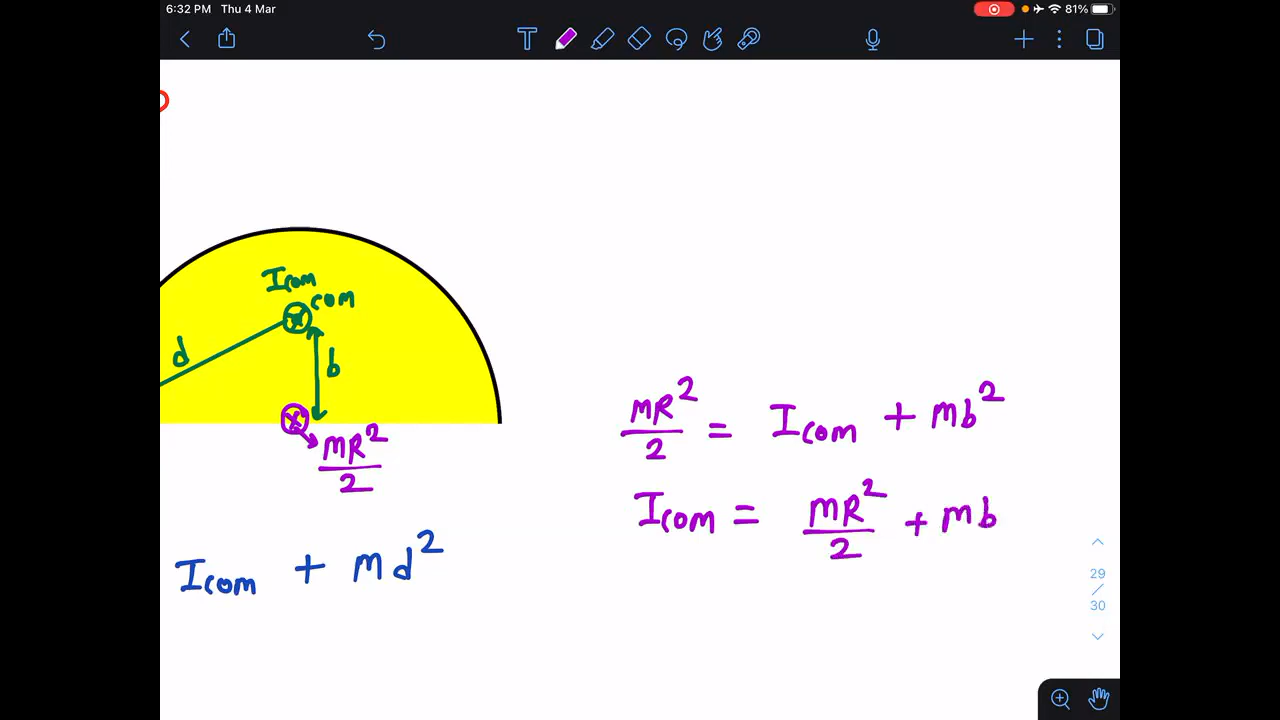 6:32 PM Thu 4 Mar
81%
T
Icom
com
d
b
MR²/2
MR²/2 = Icom + mb²
Icom = MR²/2 + mb
Icom + md²
29
/
30